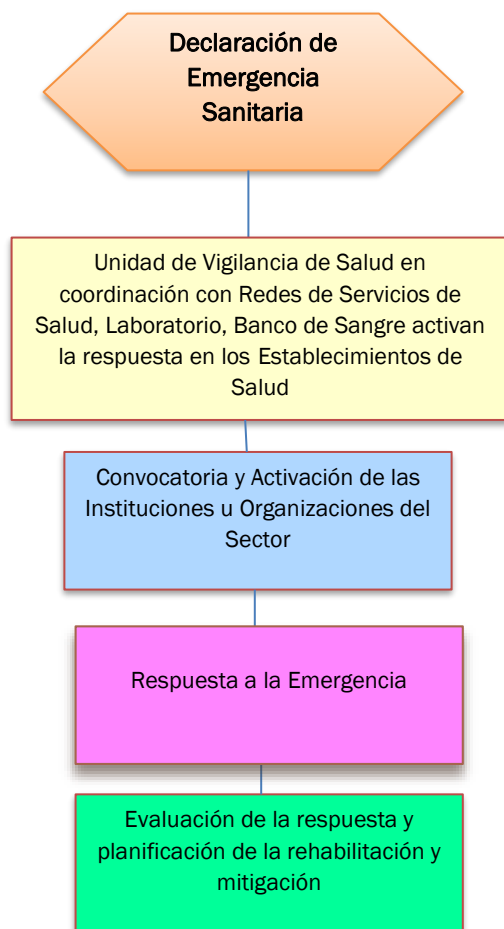 Declaración de
Emergencia
Sanitaria
Unidad de Vigilancia de Salud en
coordinación con Redes de Servicios de
Salud, Laboratorio, Banco de Sangre activan
la respuesta en los Establecimientos de
Salud
Convocatoria y Activación de las
Instituciones u Organizaciones del
Sector
Respuesta a la Emergencia
Evaluación de la respuesta y
planificación de la rehabilitación y
mitigación